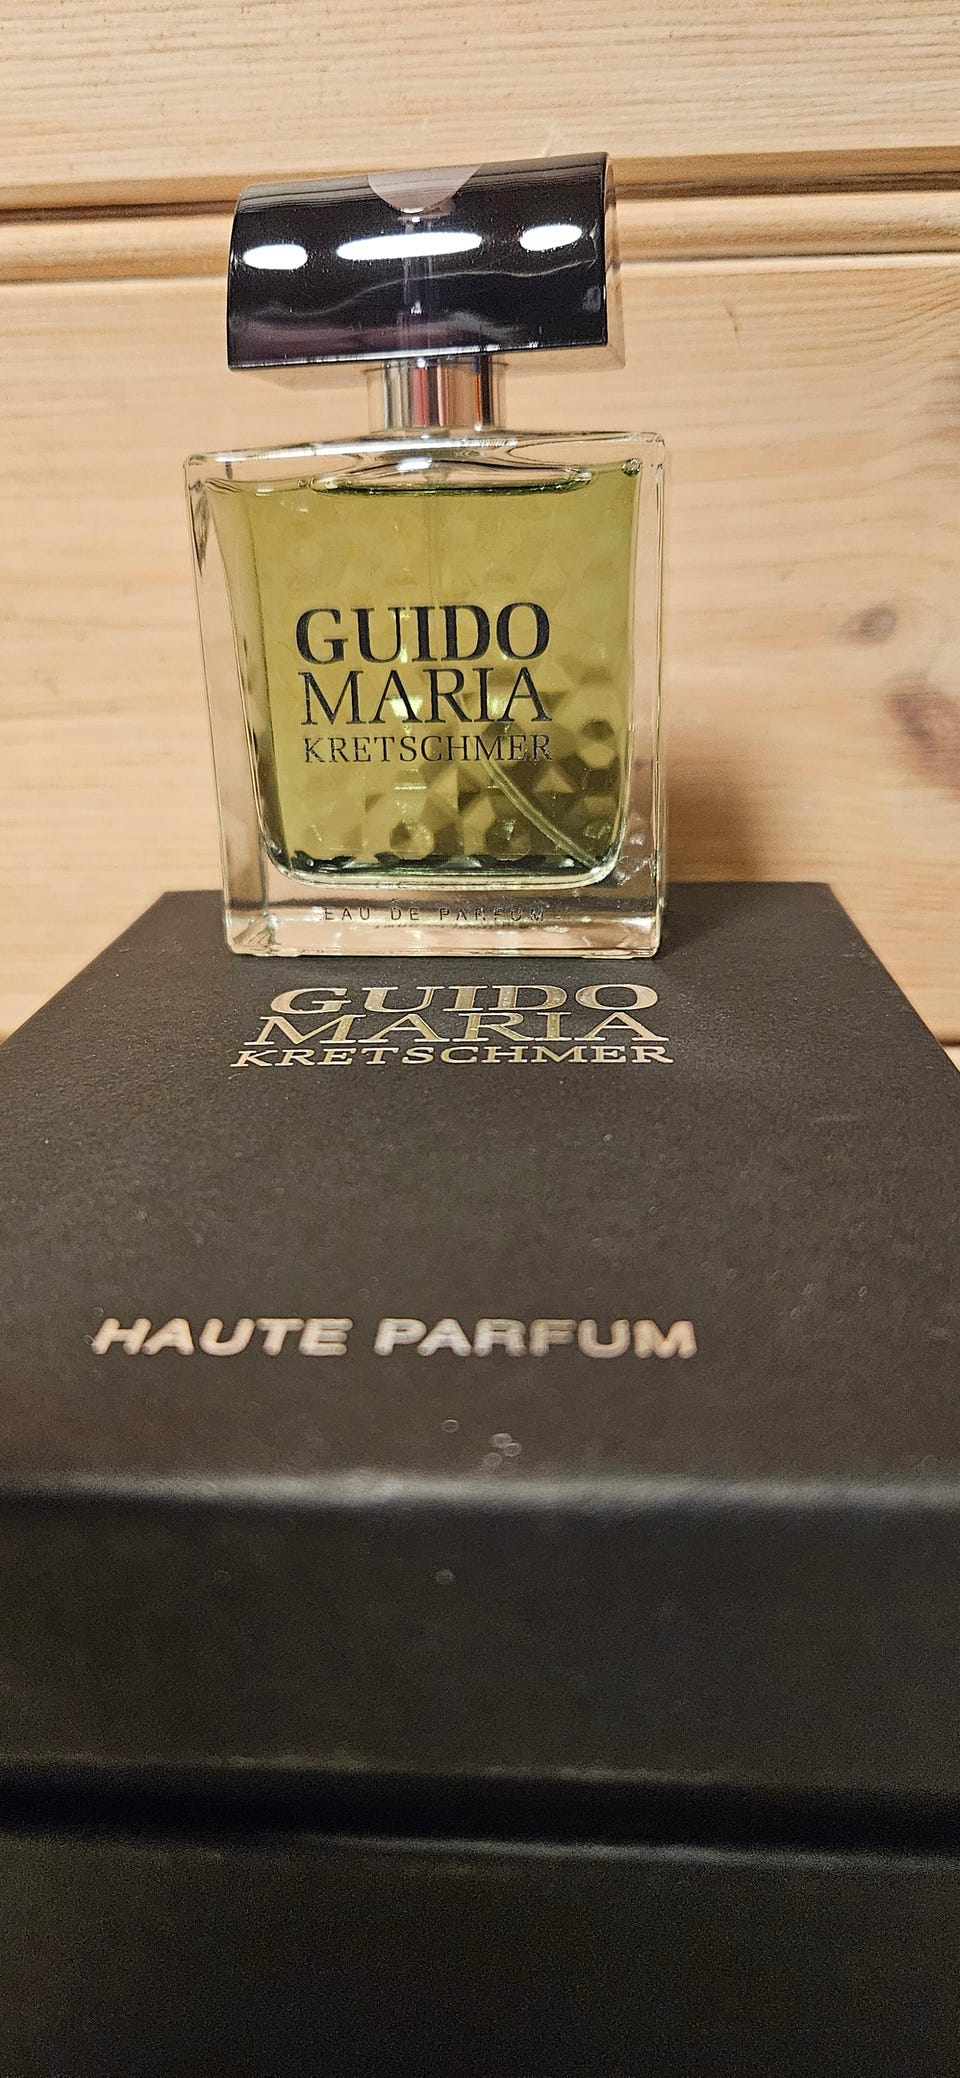 GUIDO
MARIA
KRETSCHMER
EAU DE PARFUM
GUIDO
MARIA
KRETSCHMER
HAUTE PARFUM